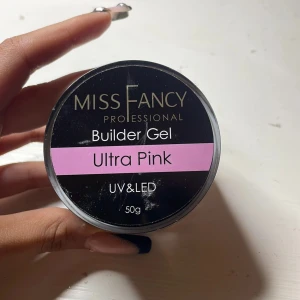 MISS FANCY
PROFESSIONAL
Builder Gel
Ultra Pink
UV&LED
50g